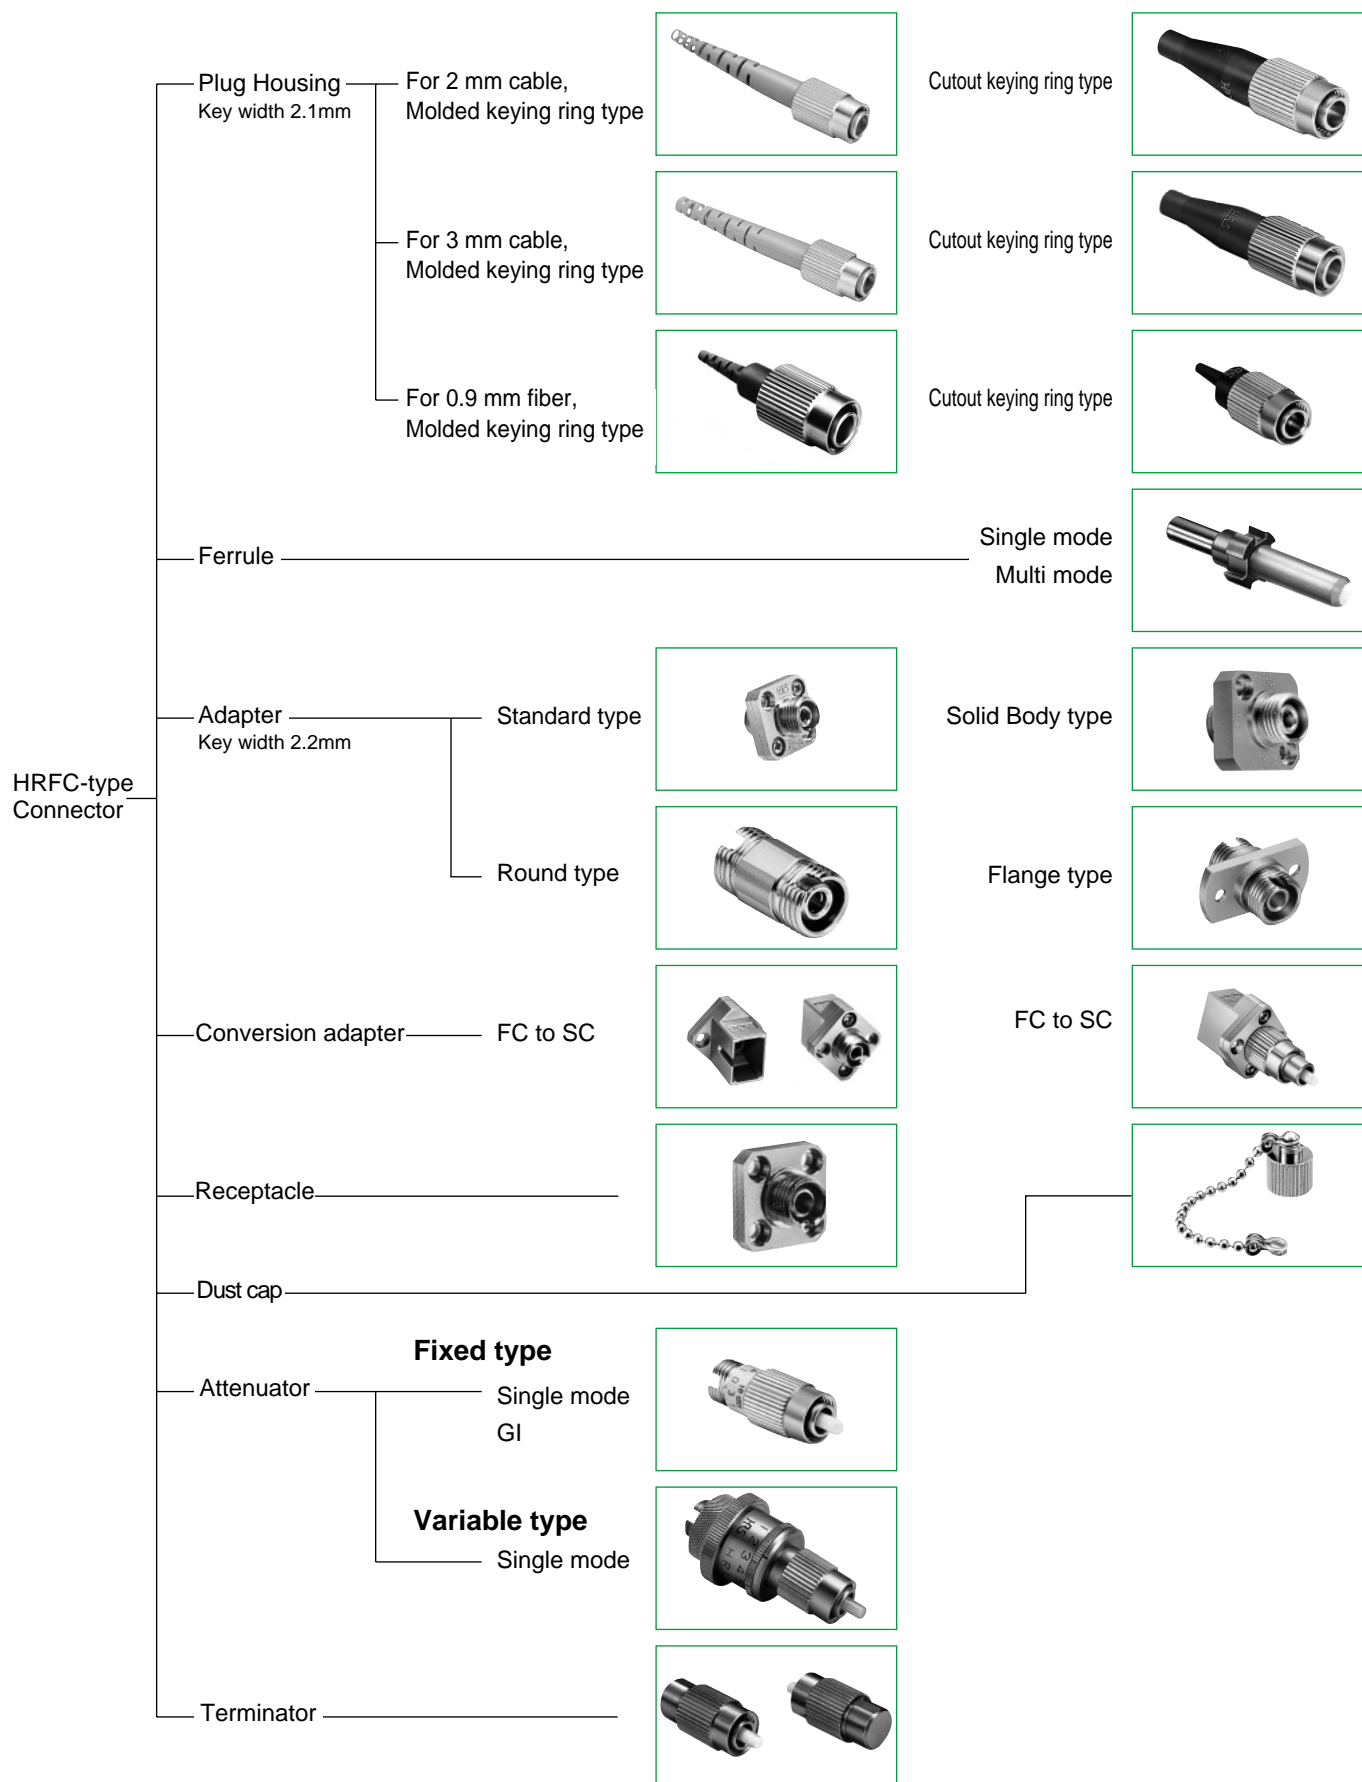 Plug Housing
Key width 2.1mm
For 2 mm cable,
Molded keying ring type
Cutout keying ring type
For 3 mm cable,
Molded keying ring type
Cutout keying ring type
For 0.9 mm fiber,
Molded keying ring type
Cutout keying ring type
Ferrule
Single mode
Multi mode
Adapter
Key width 2.2mm
Standard type
Solid Body type
HRFC-type
Connector
Round type
Flange type
Conversion adapter
FC to SC
FC to SC
Receptacle
Dust cap
Attenuator
Fixed type
Single mode
GI
Variable type
Single mode
Terminator